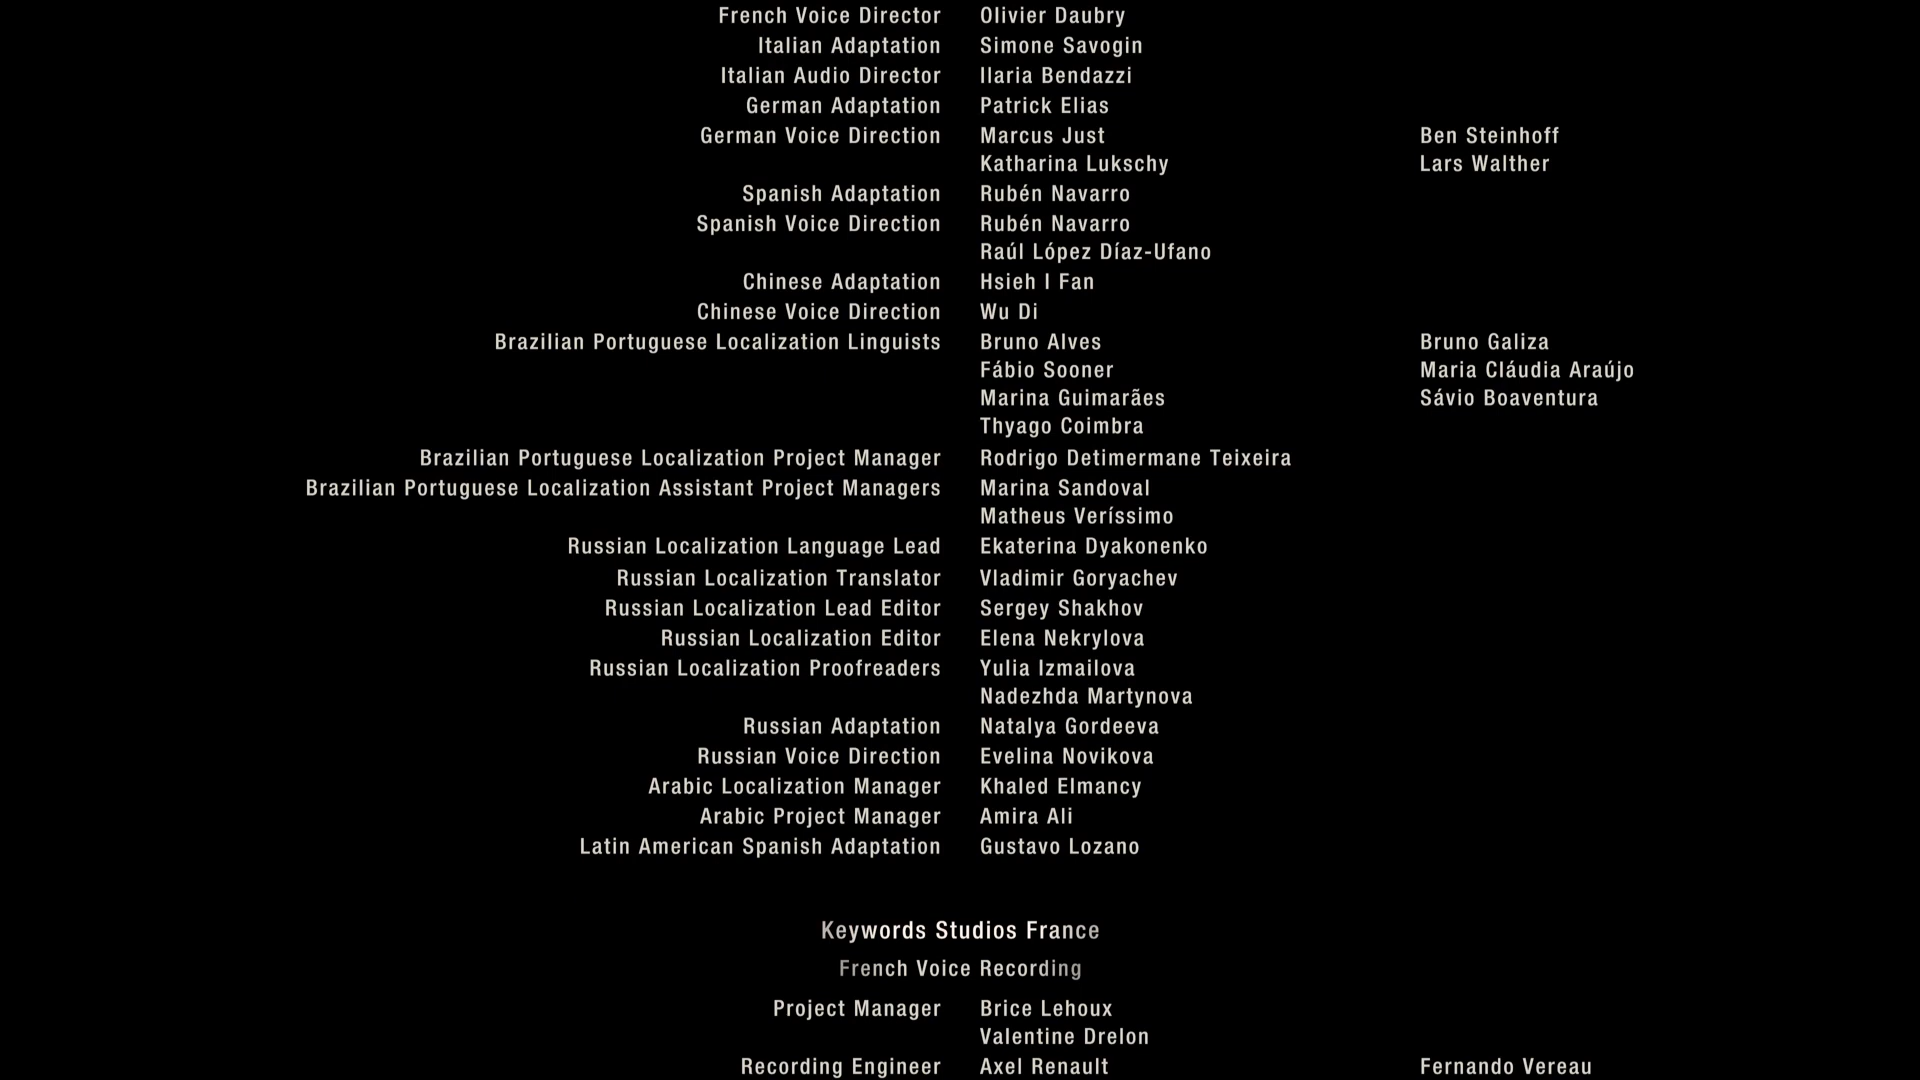 French Voice Director Olivier Daubry
Italian Adaptation Simone Savogin
Italian Audio Director Ilaria Bendazzi
German Adaptation Patrick Elias
German Voice Direction Marcus Just Ben Steinhoff
Katharina Lukschy Lars Walther
Spanish Adaptation Rubén Navarro
Spanish Voice Direction Rubén Navarro
Raúl López Díaz-Ufano
Chinese Adaptation Hsieh I Fan
Chinese Voice Direction Wu Di
Brazilian Portuguese Localization Linguists Bruno Alves Bruno Galiza
Fábio Sooner Maria Cláudia Araújo
Marina Guimarães Sávio Boaventura
Thyago Coimbra
Brazilian Portuguese Localization Project Manager Rodrigo Detimermane Teixeira
Brazilian Portuguese Localization Assistant Project Managers Marina Sandoval
Matheus Veríssimo
Russian Localization Language Lead Ekaterina Dyakonenko
Russian Localization Translator Vladimir Goryachev
Russian Localization Lead Editor Sergey Shakhov
Russian Localization Editor Elena Nekrylova
Russian Localization Proofreaders Yulia Izmailova
Nadezhda Martynova
Russian Adaptation Natalya Gordeeva
Russian Voice Direction Evelina Novikova
Arabic Localization Manager Khaled Elmancy
Arabic Project Manager Amira Ali
Latin American Spanish Adaptation Gustavo Lozano
Keywords Studios France
French Voice Recording
Project Manager Brice Lehoux
Valentine Drelon
Recording Engineer Axel Renault Fernando Vereau